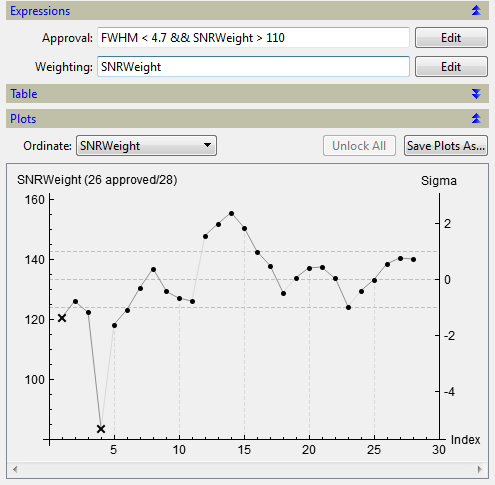 Expressions
Approval: FWHM < 4.7 && SNRWeight > 110 Edit
Weighting: SNRWeight Edit
Table
Plots
Ordinate: SNRWeight Unlock All Save Plots As...
SNRWeight (26 approved/28) Sigma
160
2
140
0
120
-2
100
-4
5 10 15 20 25 30
Index